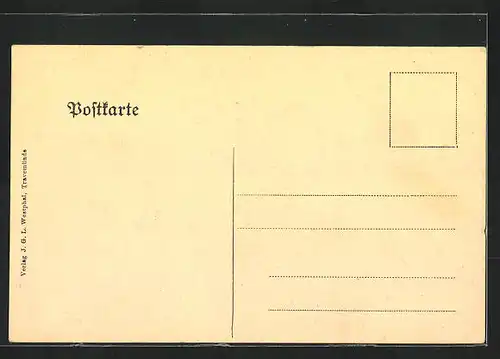 Postkarte
Verlag J. G. L. Westphal, Travemünde